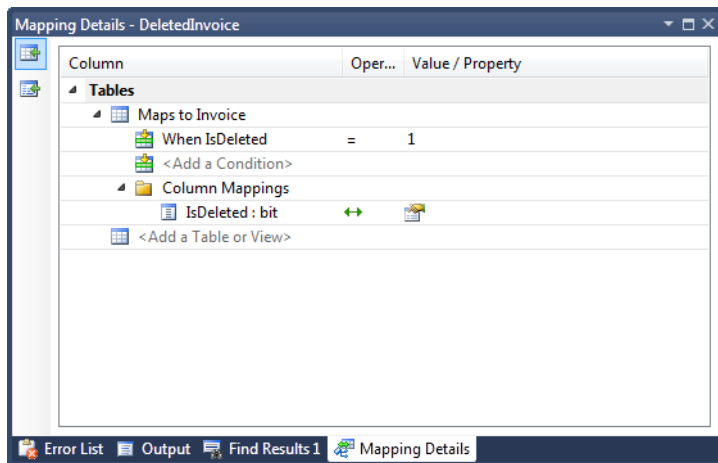 Mapping Details - DeletedInvoice
Column Oper... Value / Property
Tables
Maps to Invoice
When IsDeleted = 1
<Add a Condition>
Column Mappings
IsDeleted : bit
<Add a Table or View>
Error List Output Find Results 1 Mapping Details